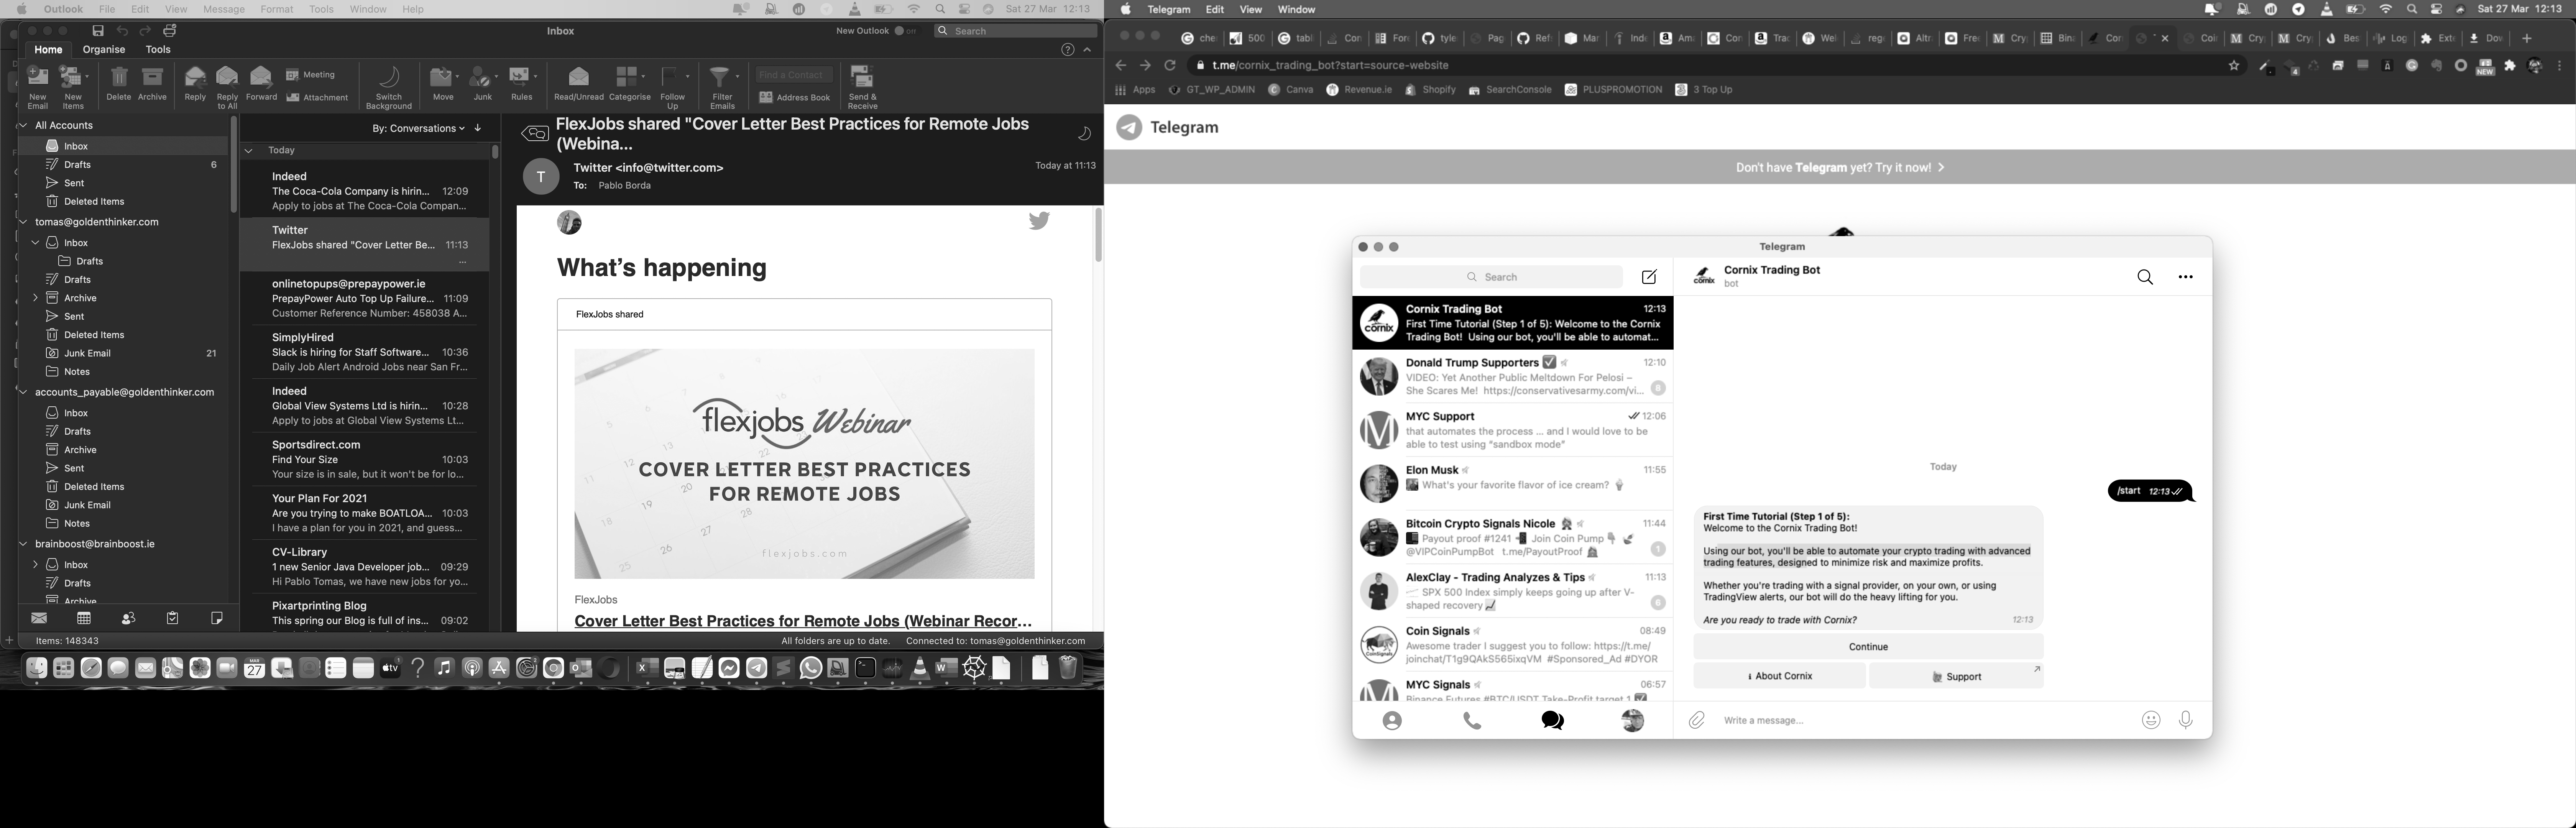 Outlook File Edit View Message Format Tools Window Help Sat 27 Mar 12:13
Inbox
New Outlook
Search
Home Organise Tools
New Email
New Items
Delete
Archive
Reply
Reply to All
Forward
Meeting
Attachment
Switch Background
Move
Junk
Rules
Read/Unread
Categorise
Follow Up
Filter Emails
Find a Contact
Address Book
Send & Receive
All Accounts
Inbox
Drafts 6
Sent
Deleted Items
tomas@goldenthinker.com
Inbox
Drafts
Drafts
Archive
Sent
Deleted Items
Junk Email 21
Notes
accounts_payable@goldenthinker.com
Inbox
Drafts
Archive
Sent
Deleted Items
Junk Email
Notes
brainboost@brainboost.ie
Inbox
Drafts
Archive
By: Conversations
Today
Indeed
The Coca-Cola Company is hirin... 12:09
Apply to jobs at The Coca-Cola Compan...
Twitter
FlexJobs shared "Cover Letter Be... 11:13
...
onlinetopups@prepaypower.ie
PrepayPower Auto Top Up Failure... 11:09
Customer Reference Number: 458038 A...
SimplyHired
Slack is hiring for Staff Software... 10:36
Daily Job Alert Android Jobs near San Fr...
Indeed
Global View Systems Ltd is hirin... 10:28
Apply to jobs at Global View Systems Lt...
Sportsdirect.com
Find Your Size 10:03
Your size is in sale, but it won't be for lo...
Your Plan For 2021
Are you trying to make BOATLOA... 10:03
I have a plan for you in 2021, and guess...
CV-Library
1 new Senior Java Developer job... 09:29
Hi Pablo Tomas, we have new jobs for yo...
Pixartprinting Blog
This spring our Blog is full of ins... 09:02
FlexJobs shared "Cover Letter Best Practices for Remote Jobs
(Webina...
T
Twitter <info@twitter.com>
Today at 11:13
To: Pablo Borda
What's happening
FlexJobs shared
flexjobs Webinar
COVER LETTER BEST PRACTICES
FOR REMOTE JOBS
flexjobs.com
FlexJobs
Cover Letter Best Practices for Remote Jobs (Webinar Recor...
Items: 148343
All folders are up to date. Connected to: tomas@goldenthinker.com
Telegram Edit View Window Sat 27 Mar 12:13
t.me/cornix_trading_bot?start=source-website
Apps GT_WP_ADMIN Canva Revenue.ie Shopify SearchConsole PLUSPROMOTION 3 Top Up
Telegram
Don't have Telegram yet? Try it now!
Telegram
Search
Cornix Trading Bot 12:13
First Time Tutorial (Step 1 of 5): Welcome to the Cornix
Trading Bot! Using our bot, you'll be able to automat...
Donald Trump Supporters 12:10
VIDEO: Yet Another Public Meltdown For Pelosi –
She Scares Me! https://conservativesarmy.com/vi...
MYC Support 12:06
that automates the process ... and I would love to be
able to test using "sandbox mode"
Elon Musk 11:55
What's your favorite flavor of ice cream?
Bitcoin Crypto Signals Nicole 11:44
Payout proof #1241 Join Coin Pump
@VIPCoinPumpBot t.me/PayoutProof 1
AlexClay - Trading Analyzes & Tips 11:13
SPX 500 Index simply keeps going up after V-
shaped recovery
Coin Signals 08:49
Awesome trader I suggest you to follow: https://t.me/
joinchat/T1g9QAkS565ixqVM #Sponsored_Ad #DYOR
MYC Signals 06:57
Binance Futures #BTC/USDT Take-Profit target 1
Cornix Trading Bot
bot
Today
/start 12:13
First Time Tutorial (Step 1 of 5):
Welcome to the Cornix Trading Bot!
Using our bot, you'll be able to automate your crypto trading with advanced
trading features, designed to minimize risk and maximize profits.
Whether you're trading with a signal provider, on your own, or using
TradingView alerts, our bot will do the heavy lifting for you.
Are you ready to trade with Cornix? 12:13
Continue
About Cornix
Support
Write a message...